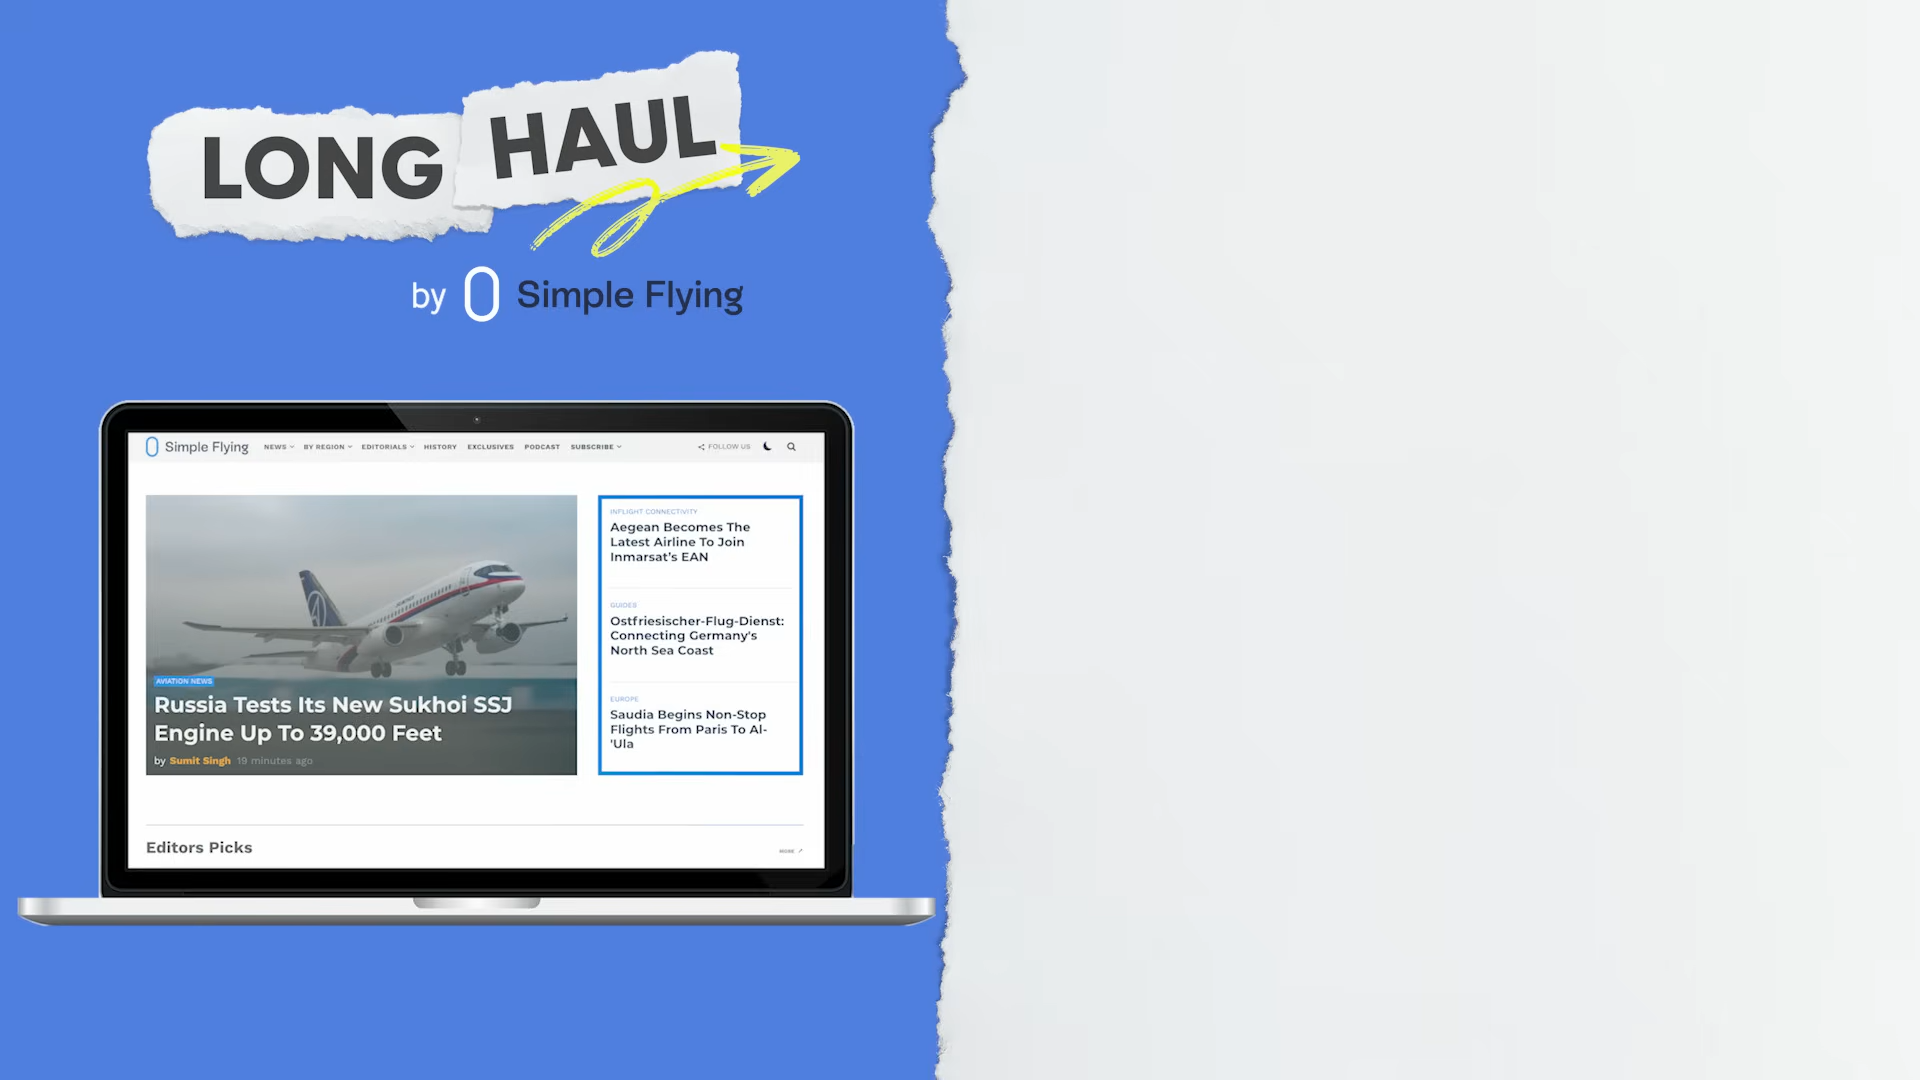 LONG HAUL
by Simple Flying
Simple Flying NEWS BY REGION EDITORIALS HISTORY EXCLUSIVES PODCAST SUBSCRIBE FOLLOW US
AVIATION NEWS
Russia Tests Its New Sukhoi SSJ
Engine Up To 39,000 Feet
by Sumit Singh 19 minutes ago
INFLIGHT CONNECTIVITY
Aegean Becomes The
Latest Airline To Join
Inmarsat's EAN
GUIDES
Ostfriesischer-Flug-Dienst:
Connecting Germany's
North Sea Coast
EUROPE
Saudia Begins Non-Stop
Flights From Paris To Al-
'Ula
Editors Picks
MORE